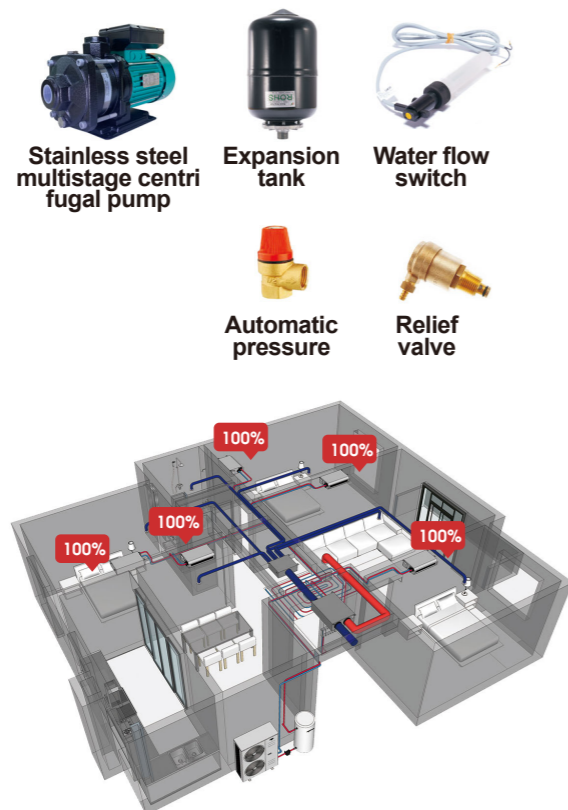 RONS
Stainless steel
multistage centri
fugal pump
Expansion
tank
Water flow
switch
Automatic
pressure
Relief
valve
100%
100%
100%
100%
100%